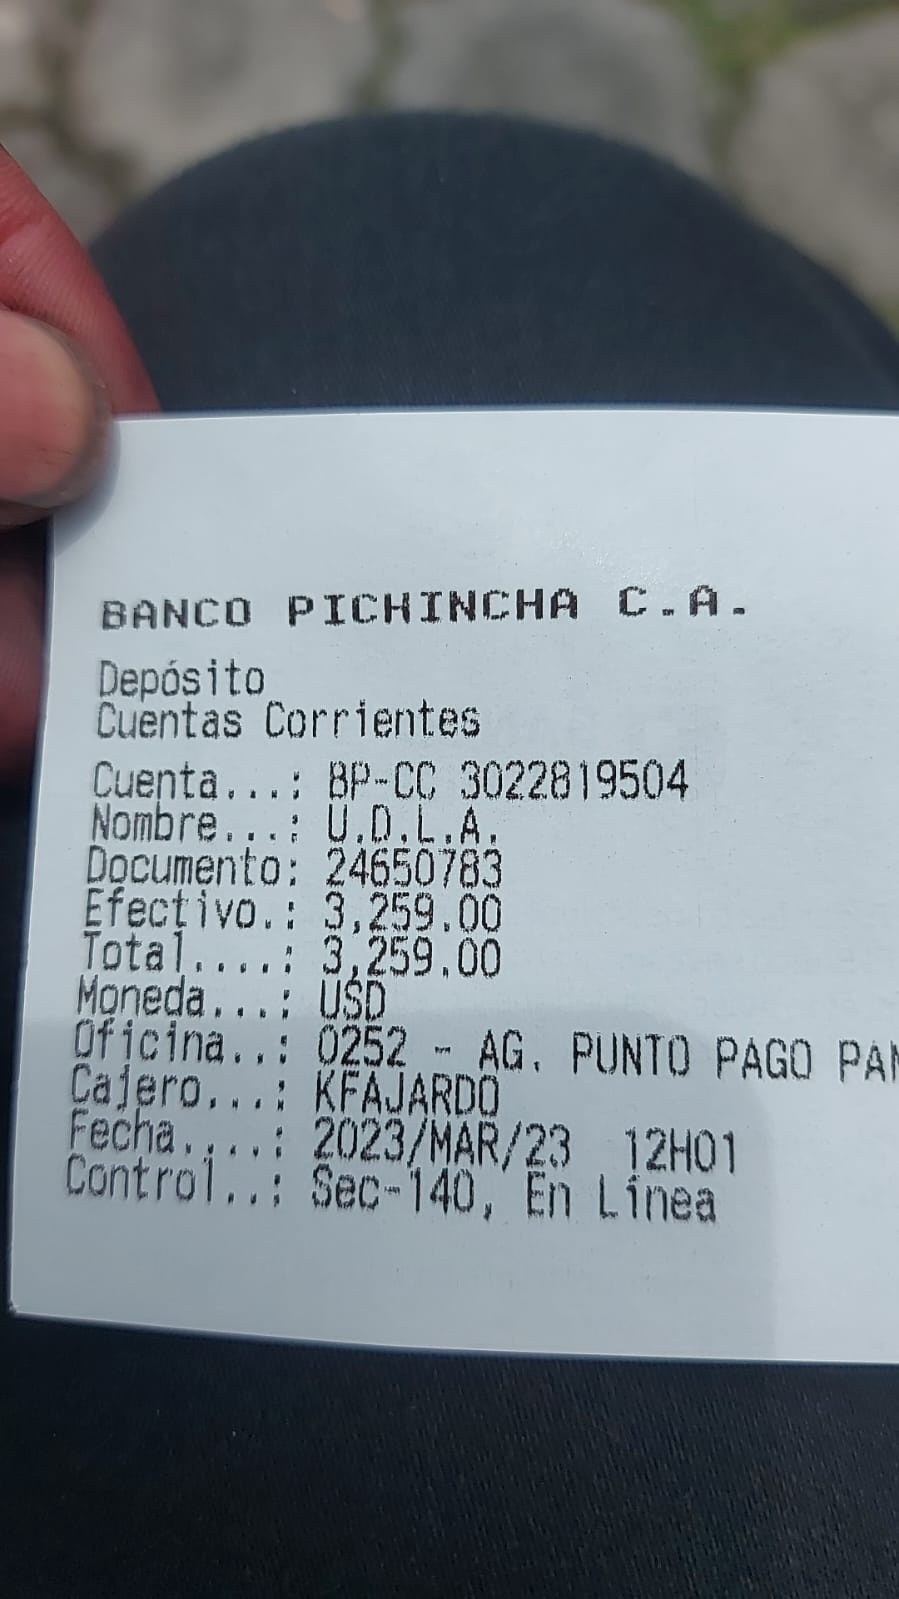 BANCO PICHINCHA C.A.
Depósito
Cuentas Corrientes
Cuenta...: BP-CC 3022819504
Nombre...: U.D.L.A.
Documento: 24650783
Efectivo.: 3,259.00
Total....: 3,259.00
Moneda...: USD
Oficina..: 0252 - AG. PUNTO PAGO PAN
Cajero...: KFAJARDO
Fecha....: 2023/MAR/23 12H01
Control..: Sec-140, En Línea